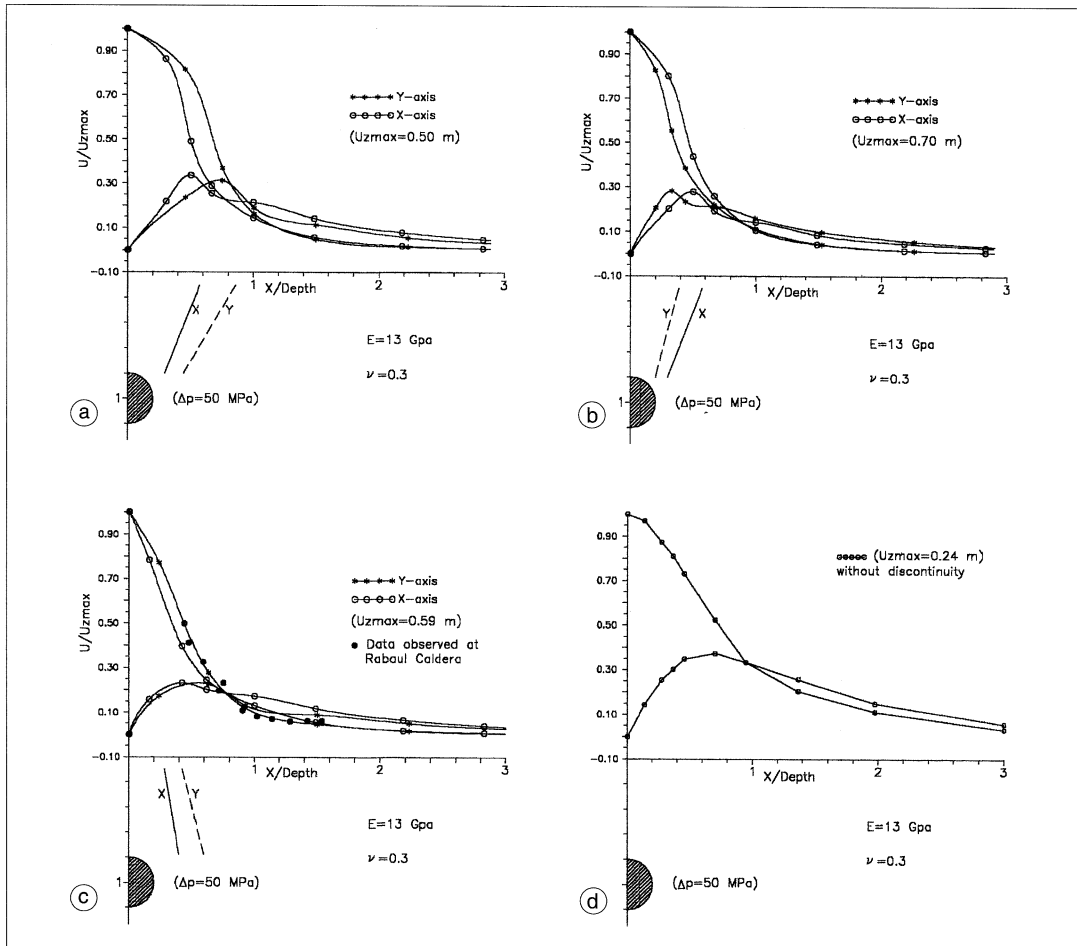 0.90
0.70
0.50
0.30
0.10
-0.10
U/Uzmax
Y-axis
X-axis
(Uzmax=0.50 m)
1
2
3
X/Depth
X
Y
E=13 Gpa
ν=0.3
1
(Δp=50 MPa)
a
0.90
0.70
0.50
0.30
0.10
-0.10
U/Uzmax
Y-axis
X-axis
(Uzmax=0.70 m)
1
2
3
X/Depth
Y
X
E=13 Gpa
ν=0.3
1
(Δp=50 MPa)
b
0.90
0.70
0.50
0.30
0.10
-0.10
U/Uzmax
Y-axis
X-axis
(Uzmax=0.59 m)
Data observed at
Rabaul Caldera
1
2
3
X/Depth
X
Y
E=13 Gpa
ν=0.3
1
(Δp=50 MPa)
c
0.90
0.70
0.50
0.30
0.10
-0.10
U/Uzmax
(Uzmax=0.24 m)
without discontinuity
1
2
3
X/Depth
E=13 Gpa
ν=0.3
(Δp=50 MPa)
d